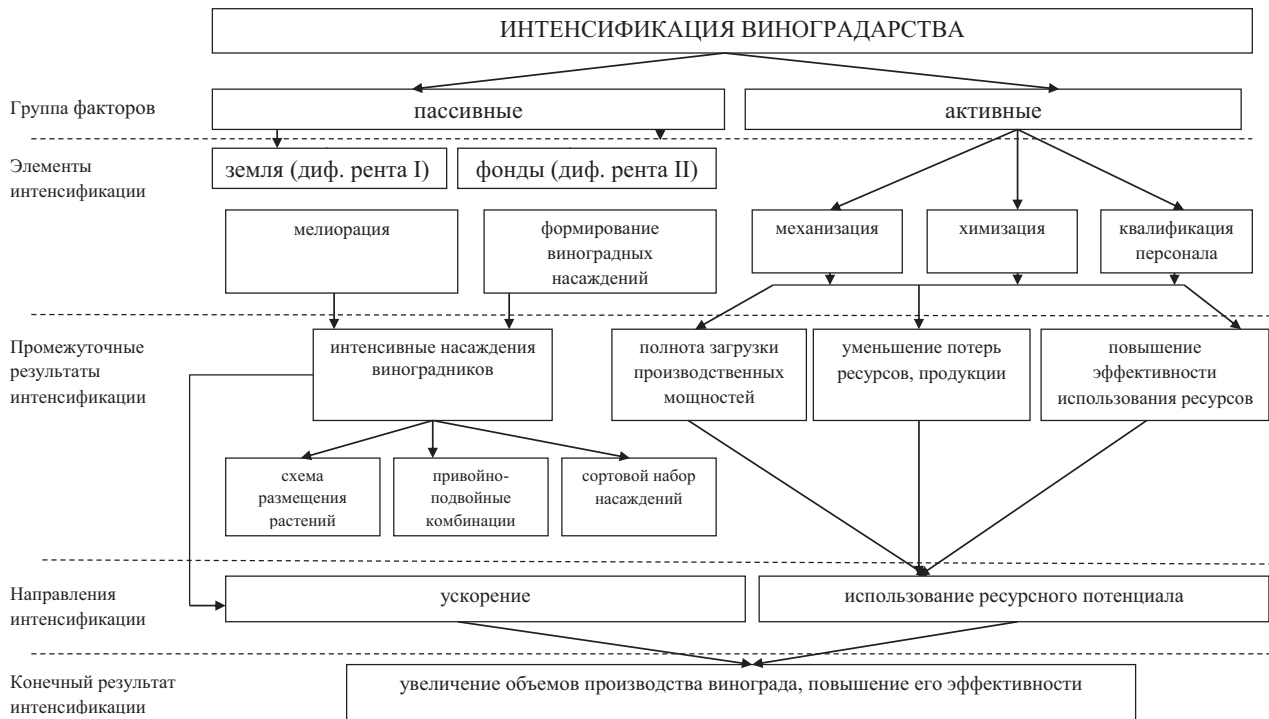 ИНТЕНСИФИКАЦИЯ ВИНОГРАДАРСТВА
Группа факторов
пассивные
активные
Элементы
интенсификации
земля (диф. рента I)
фонды (диф. рента II)
мелиорация
формирование
виноградных
насаждений
механизация
химизация
квалификация
персонала
Промежуточные
результаты
интенсификации
интенсивные насаждения
виноградников
полнота загрузки
производственных
мощностей
уменьшение потерь
ресурсов, продукции
повышение
эффективности
использования ресурсов
схема
размещения
растений
привойно-
подвойные
комбинации
сортовой набор
насаждений
Направления
интенсификации
ускорение
использование ресурсного потенциала
Конечный результат
интенсификации
увеличение объемов производства винограда, повышение его эффективности